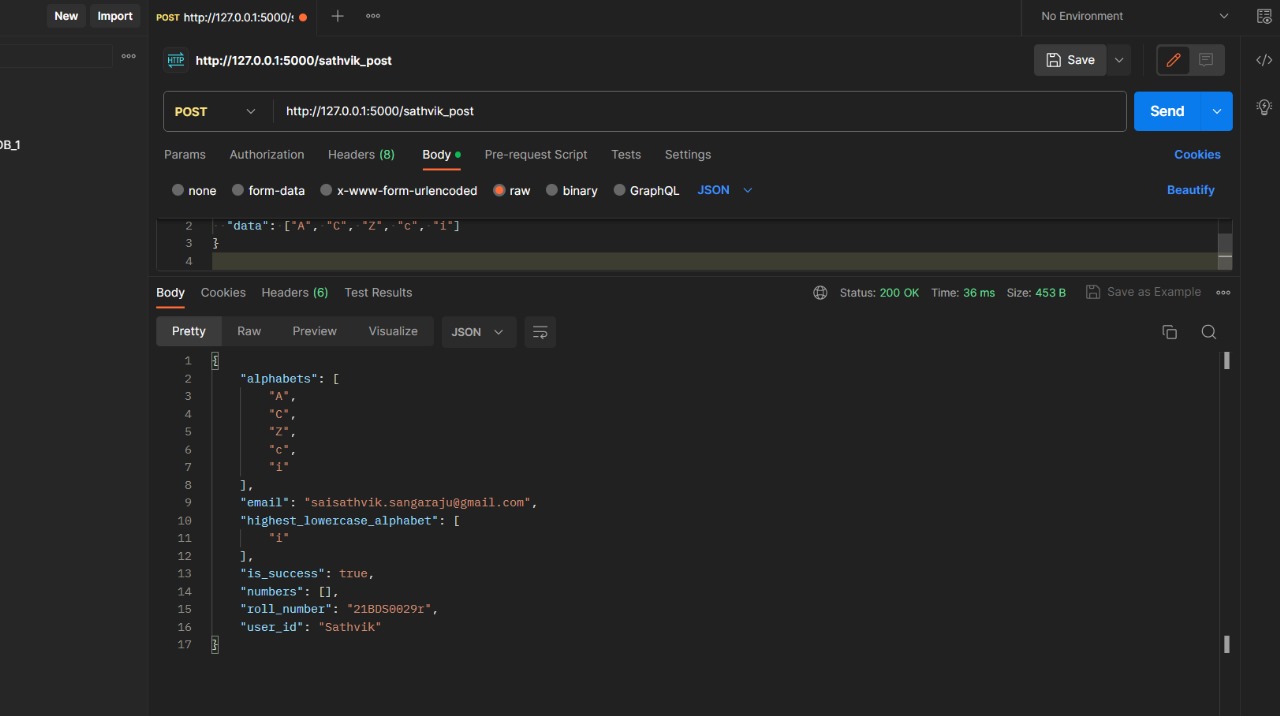 New Import POST http://127.0.0.1:5000/s No Environment
HTTP http://127.0.0.1:5000/sathvik_post Save
POST http://127.0.0.1:5000/sathvik_post Send
DB_1
Params Authorization Headers (8) Body Pre-request Script Tests Settings Cookies
none form-data x-www-form-urlencoded raw binary GraphQL JSON Beautify
2 "data": ["A", "C", "Z", "c", "i"]
3 }
4
Body Cookies Headers (6) Test Results Status: 200 OK Time: 36 ms Size: 453 B Save as Example
Pretty Raw Preview Visualize JSON
1 {
2 "alphabets": [
3 "A",
4 "C",
5 "Z",
6 "c",
7 "i"
8 ],
9 "email": "saisathvik.sangaraju@gmail.com",
10 "highest_lowercase_alphabet": [
11 "i"
12 ],
13 "is_success": true,
14 "numbers": [],
15 "roll_number": "21BDS0029r",
16 "user_id": "Sathvik"
17 }